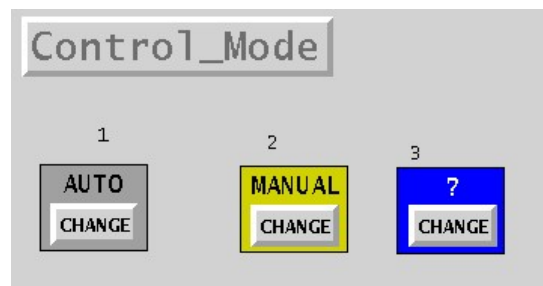 Control_Mode
1 2 3
AUTO MANUAL ?
CHANGE CHANGE CHANGE